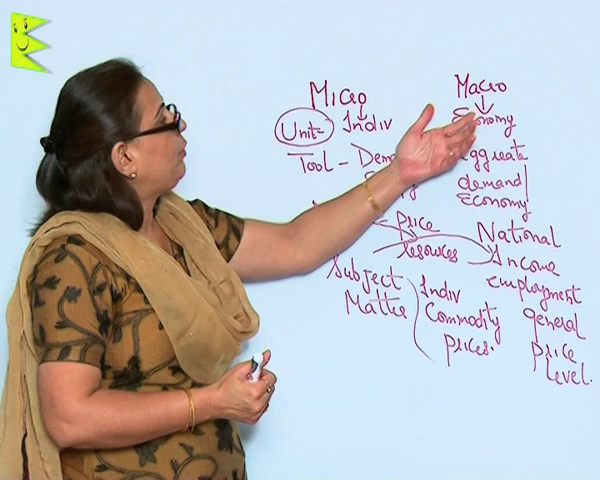 Micro
Macro
Unit Indiv
Economy
Tool - Dem
aggreate
demand/
Economy
Price
resources
National
Income
employment
general
price
level.
Subject
Matter
Indiv
Commodity
prices.